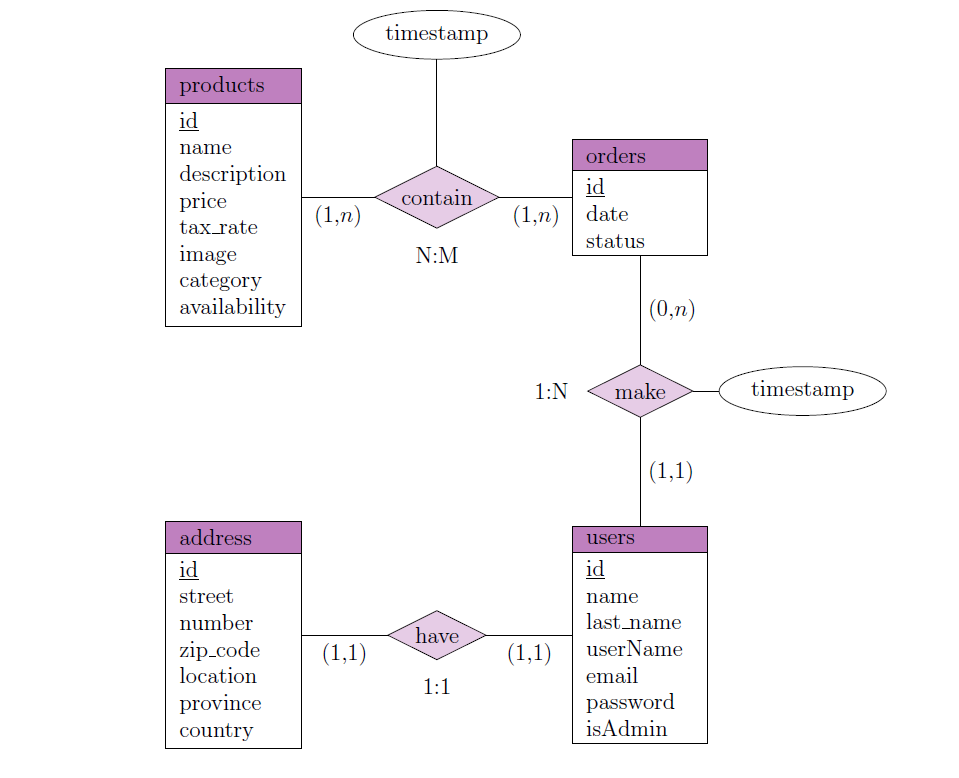 timestamp
products
id
name
description
price
tax_rate
image
category
availability
contain
(1,n)
(1,n)
N:M
orders
id
date
status
(0,n)
1:N
make
timestamp
(1,1)
address
id
street
number
zip_code
location
province
country
have
(1,1)
(1,1)
1:1
users
id
name
last_name
userName
email
password
isAdmin